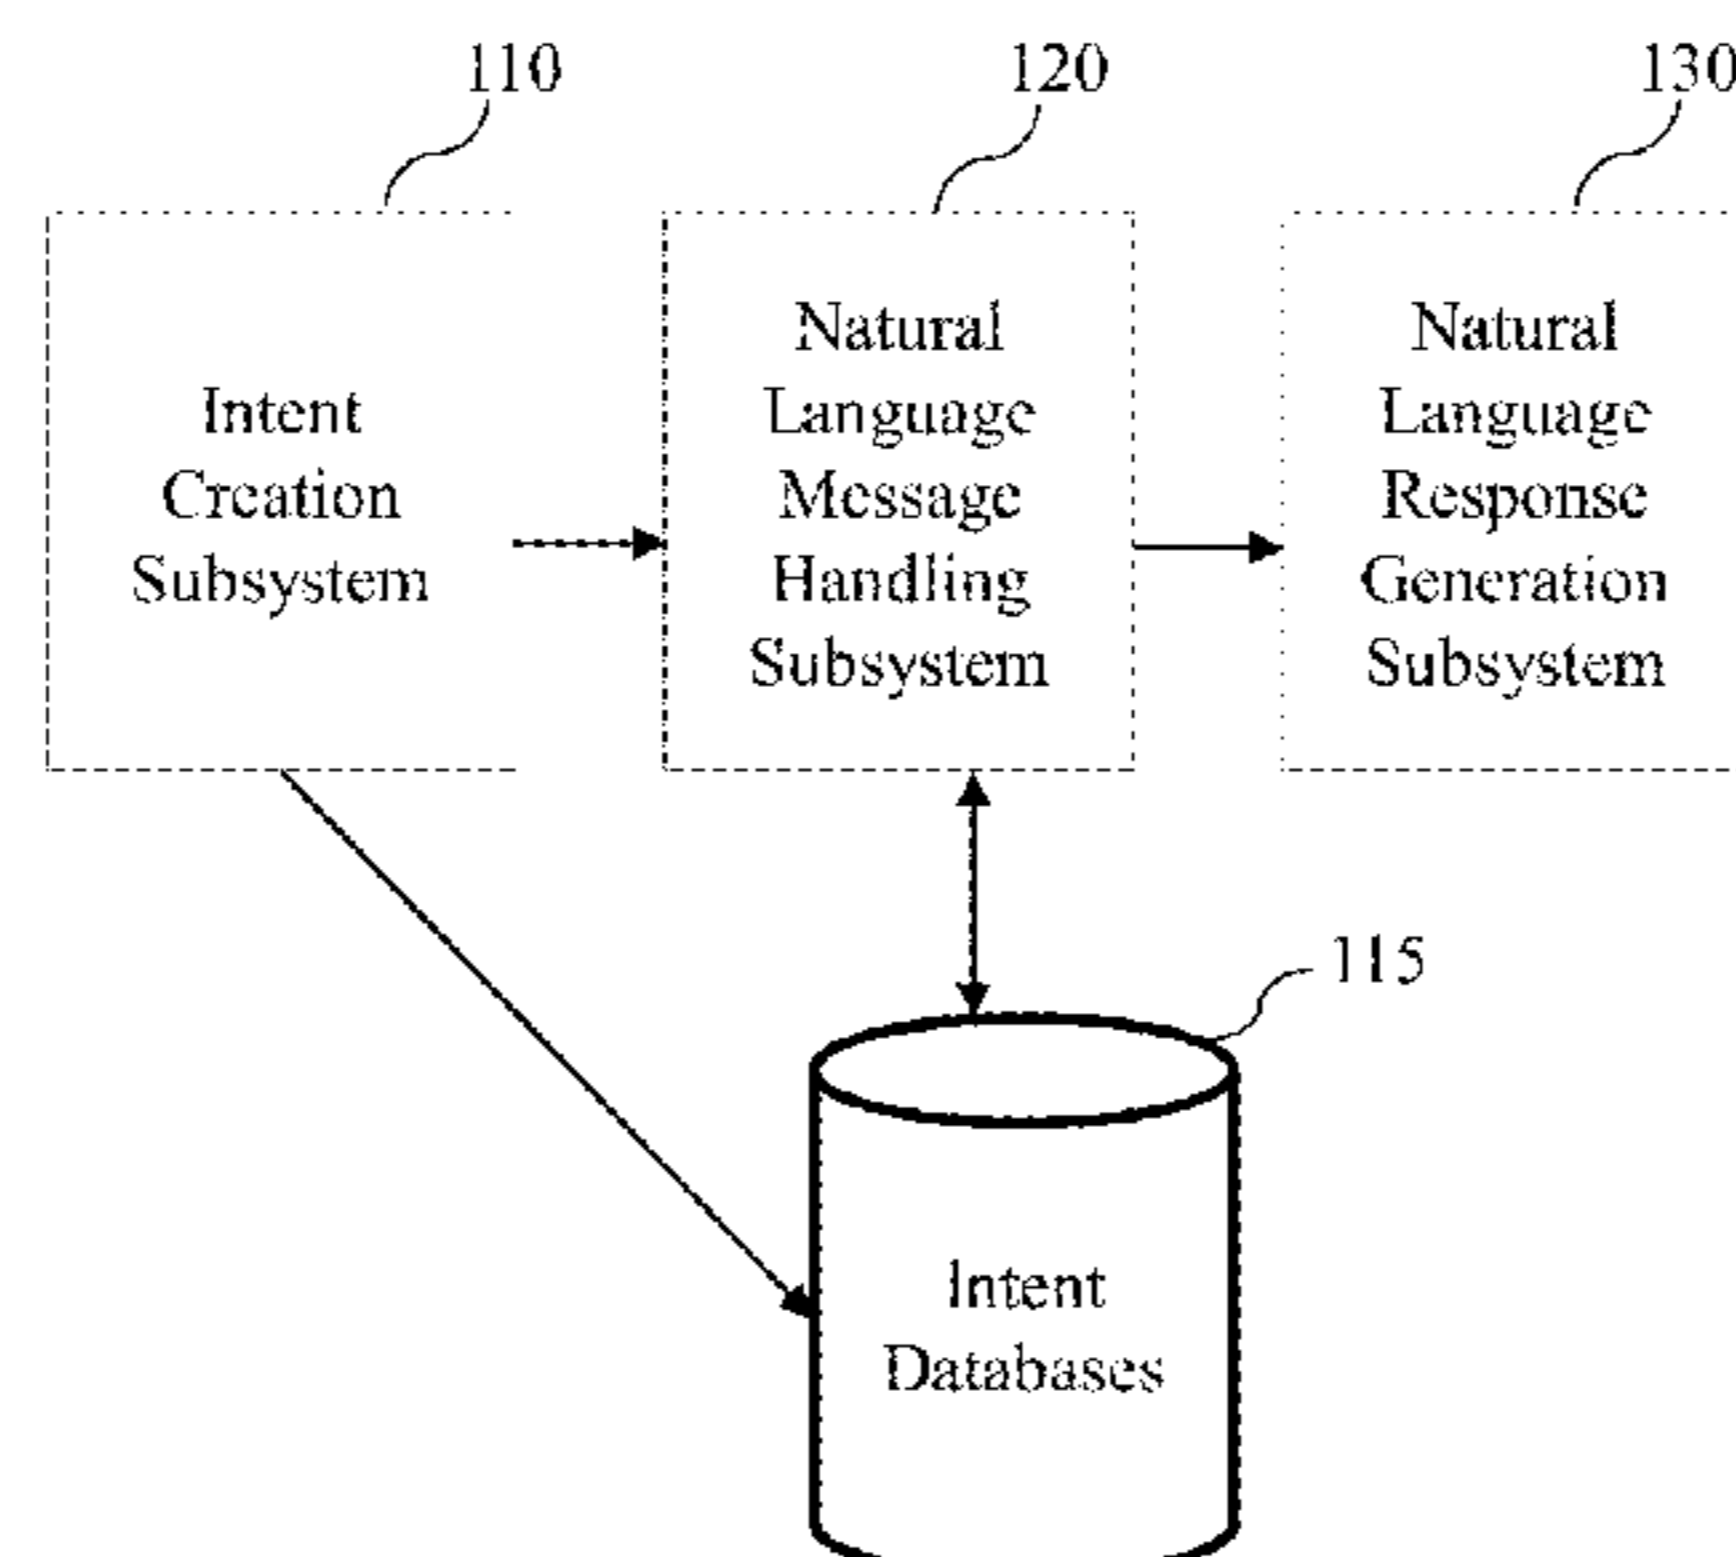 110
120
130
Intent
Creation
Subsystem
Natural
Language
Message
Handling
Subsystem
Natural
Language
Response
Generation
Subsystem
115
Intent
Databases